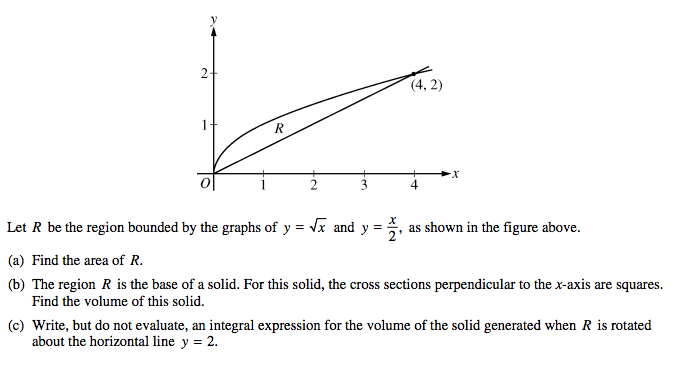 y
2
(4, 2)
1
R
x
O 1 2 3 4
Let R be the region bounded by the graphs of y = √x and y = x/2, as shown in the figure above.
(a) Find the area of R.
(b) The region R is the base of a solid. For this solid, the cross sections perpendicular to the x-axis are squares.
Find the volume of this solid.
(c) Write, but do not evaluate, an integral expression for the volume of the solid generated when R is rotated
about the horizontal line y = 2.